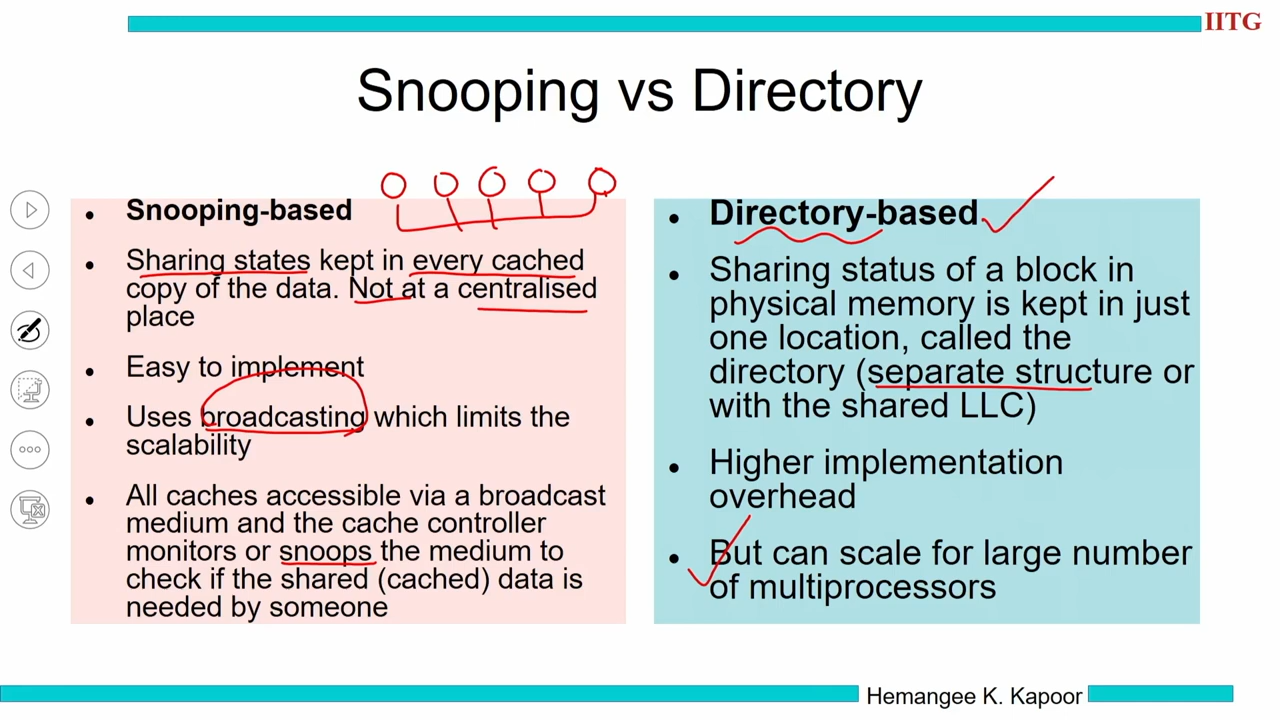 IITG
Snooping vs Directory
• Snooping-based
• Sharing states kept in every cached
copy of the data. Not at a centralised
place
• Easy to implement
• Uses broadcasting which limits the
scalability
• All caches accessible via a broadcast
medium and the cache controller
monitors or snoops the medium to
check if the shared (cached) data is
needed by someone
• Directory-based
• Sharing status of a block in
physical memory is kept in just
one location, called the
directory (separate structure or
with the shared LLC)
• Higher implementation
overhead
• But can scale for large number
of multiprocessors
Hemangee K. Kapoor